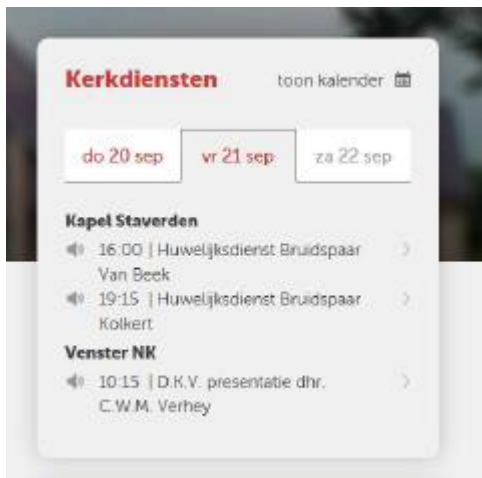 Kerkdiensten toon kalender
do 20 sep vr 21 sep za 22 sep
Kapel Staverden
16:00 | Huwelijksdienst Bruidspaar
Van Beek
19:15 | Huwelijksdienst Bruidspaar
Kolkert
Venster NK
10:15 | D.K.V. presentatie dhr.
C.W.M. Verhey